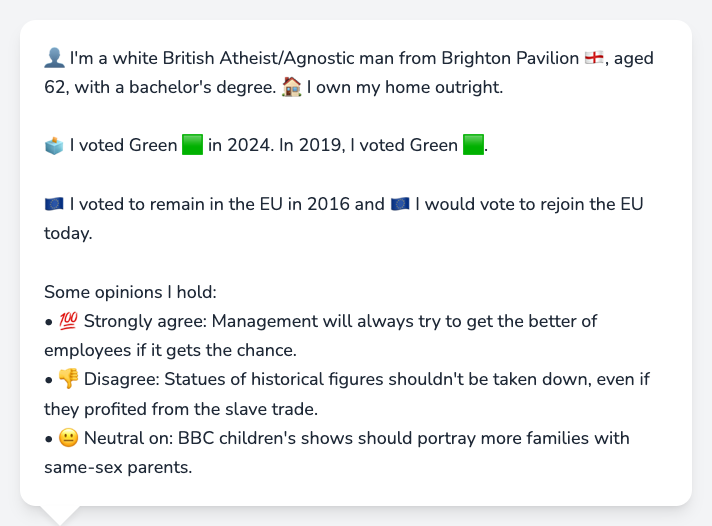 👤 I'm a white British Atheist/Agnostic man from Brighton Pavilion 🏴󠁧󠁢󠁥󠁮󠁧󠁿, aged
62, with a bachelor's degree. 🏠 I own my home outright.
🗳️ I voted Green 🟩 in 2024. In 2019, I voted Green 🟩.
🇪🇺 I voted to remain in the EU in 2016 and 🇪🇺 I would vote to rejoin the EU
today.
Some opinions I hold:
• 💯 Strongly agree: Management will always try to get the better of
employees if it gets the chance.
• 👎 Disagree: Statues of historical figures shouldn't be taken down, even if
they profited from the slave trade.
• 😐 Neutral on: BBC children's shows should portray more families with
same-sex parents.